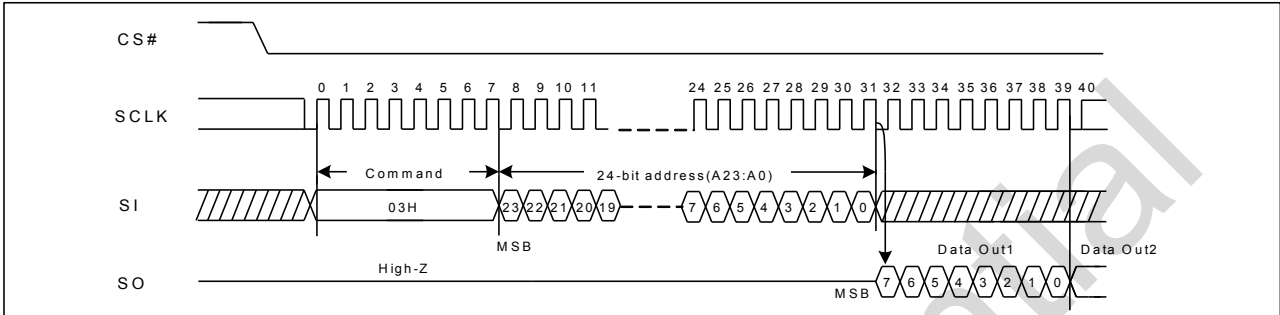 CS#
0 1 2 3 4 5 6 7 8 9 10 11 24 25 26 27 28 29 30 31 32 33 34 35 36 37 38 39 40
SCLK
Command 24-bit address(A23:A0)
SI 03H 23 22 21 20 19 7 6 5 4 3 2 1 0
MSB Data Out1 Data Out2
High-Z
SO MSB 7 6 5 4 3 2 1 0